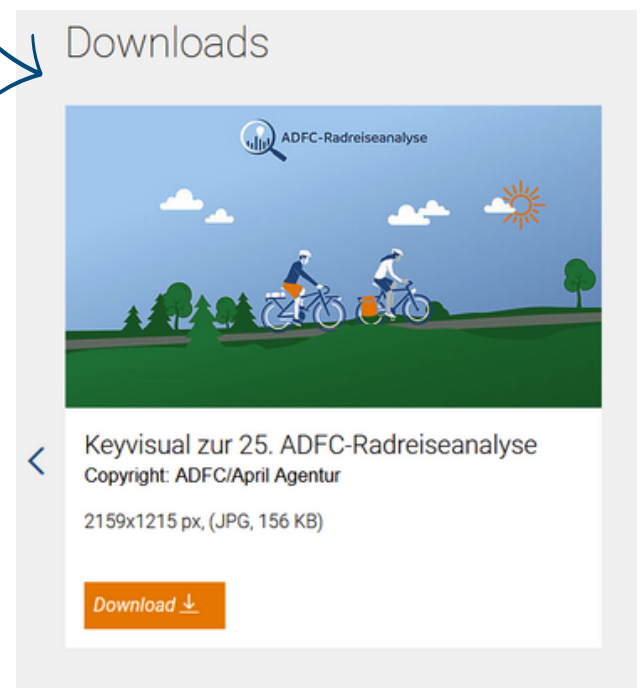 Downloads
ADFC-Radreiseanalyse
Keyvisual zur 25. ADFC-Radreiseanalyse
Copyright: ADFC/April Agentur
2159x1215 px, (JPG, 156 KB)
Download